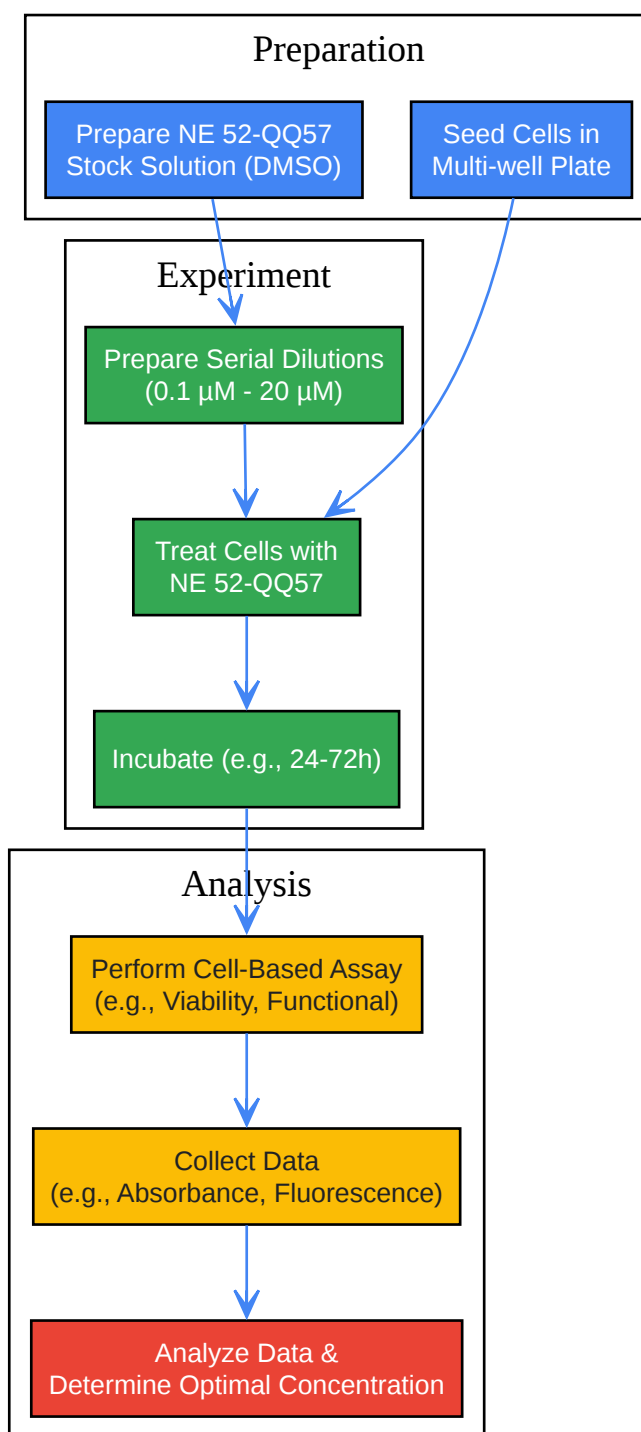 Preparation
Prepare NE 52-QQ57
Stock Solution (DMSO)
Seed Cells in
Multi-well Plate
Experiment
Prepare Serial Dilutions
(0.1 µM - 20 µM)
Treat Cells with
NE 52-QQ57
Incubate (e.g., 24-72h)
Analysis
Perform Cell-Based Assay
(e.g., Viability, Functional)
Collect Data
(e.g., Absorbance, Fluorescence)
Analyze Data &
Determine Optimal Concentration